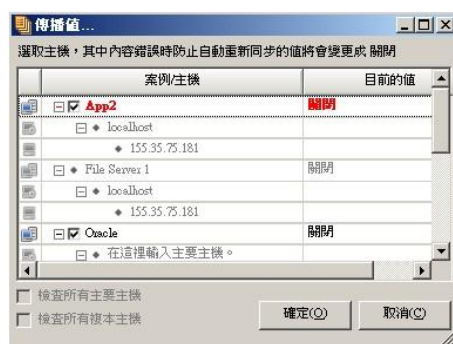 傳播值...
選取主機，其中內容錯誤時防止自動重新同步的值將會變更成 關閉
案例/主機 目前的值
App2 關閉
localhost
155.35.75.181
File Server 1 關閉
localhost
155.35.75.181
Oracle 關閉
在這裡輸入主要主機。
檢查所有主要主機
檢查所有複本主機
確定(O) 取消(C)